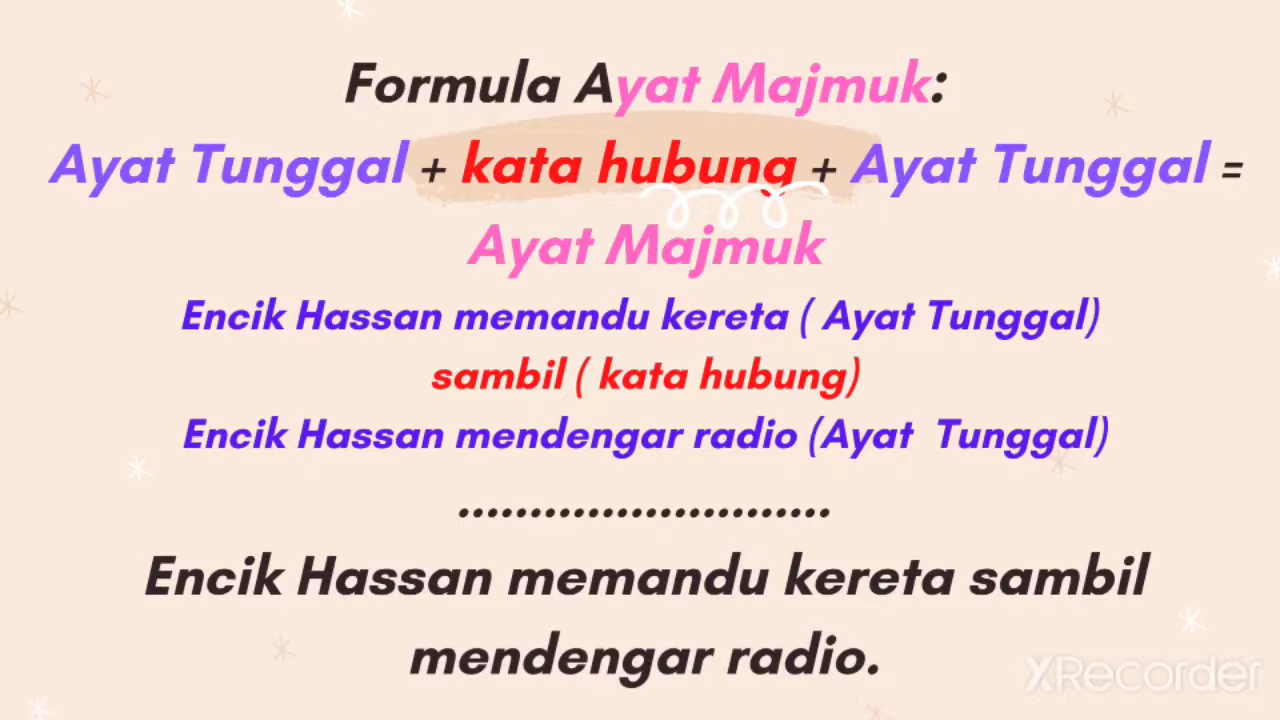 Formula Ayat Majmuk:
Ayat Tunggal + kata hubung + Ayat Tunggal =
Ayat Majmuk
Encik Hassan memandu kereta ( Ayat Tunggal)
sambil ( kata hubung)
Encik Hassan mendengar radio (Ayat Tunggal)
..........................
Encik Hassan memandu kereta sambil
mendengar radio.
XRecorder